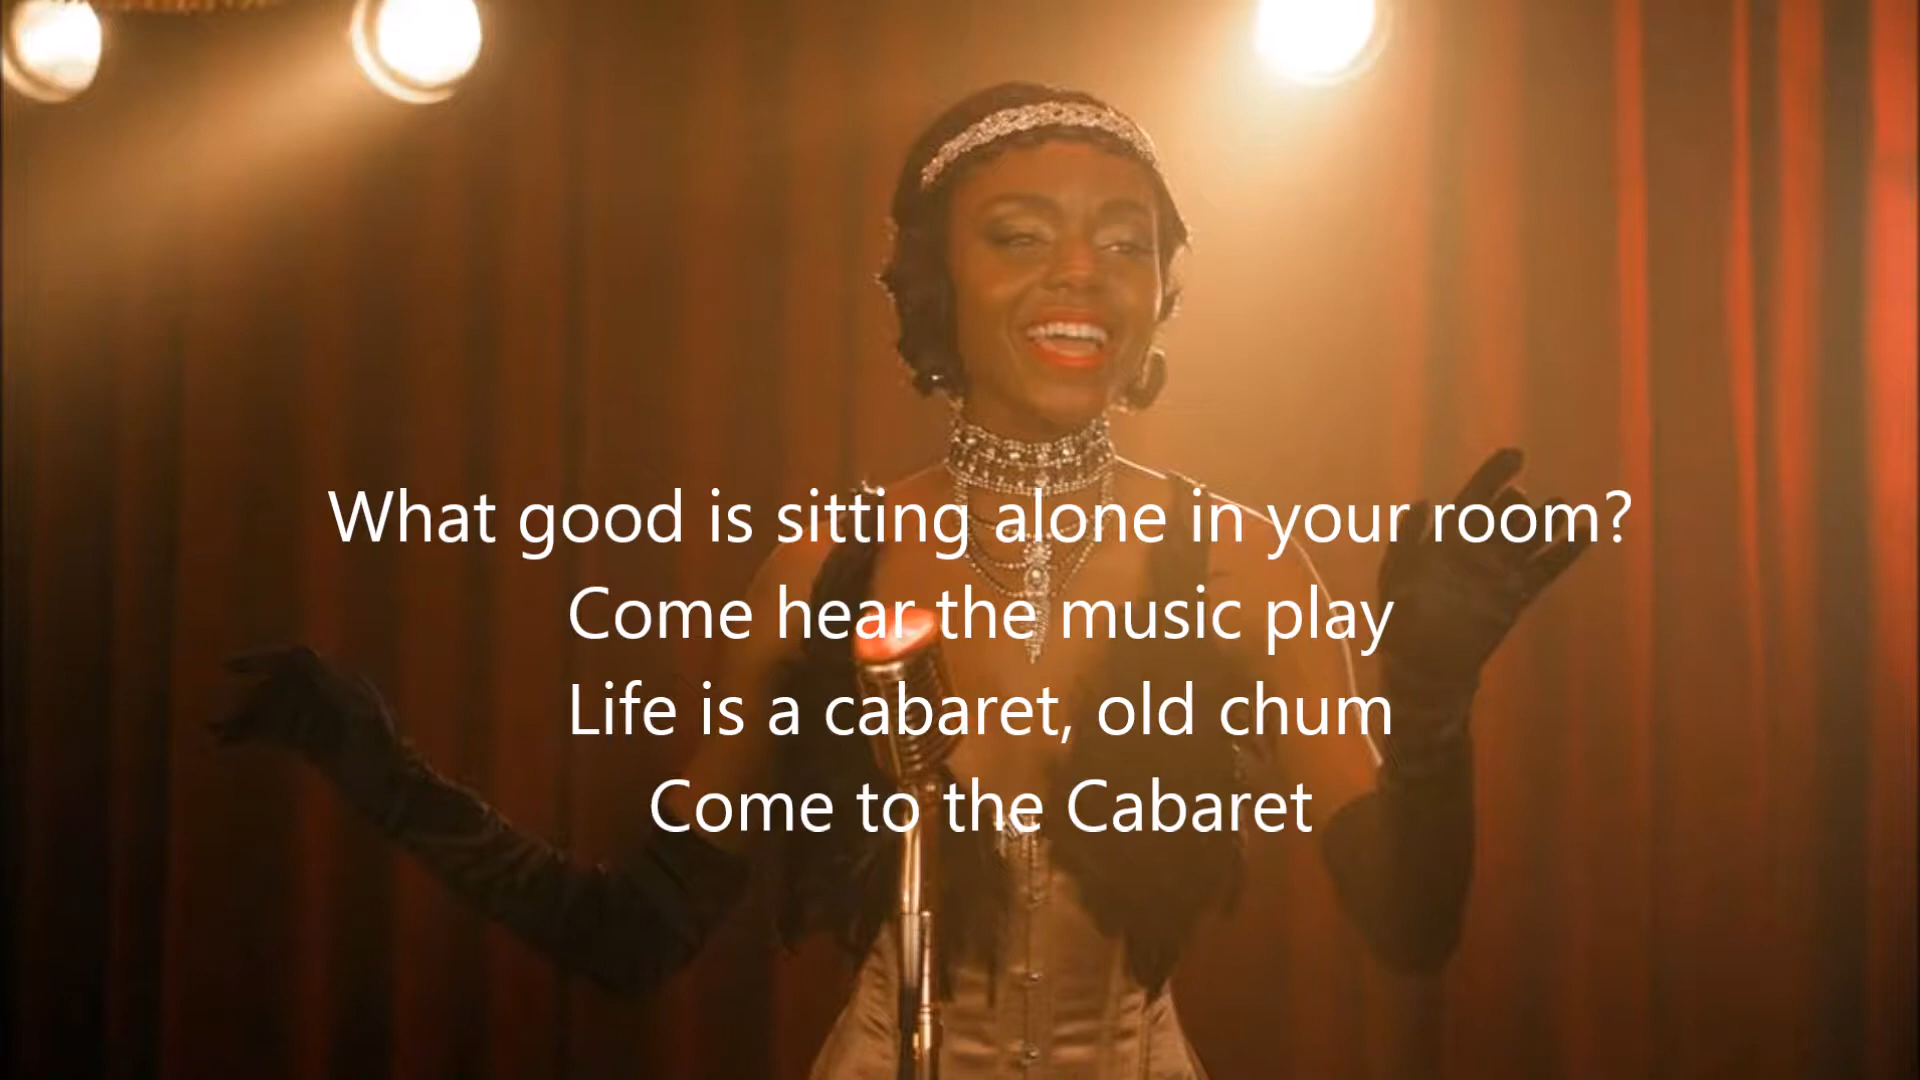 What good is sitting alone in your room?
Come hear the music play
Life is a cabaret, old chum
Come to the Cabaret